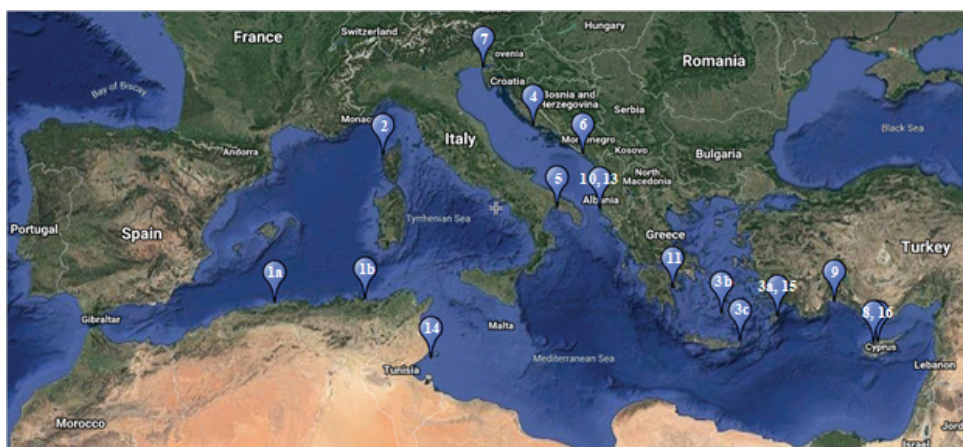 France
Switzerland
Hungary
7
ovenia
Romania
Croatia
Bay of Biscay
4
Bosnia and
Herzegovina
Serbia
2
Monac
Italy
6
Montenegro
Black Sea
Andorra
Kosovo
Bulgaria
5
10, 13
North
Macedonia
Albania
Portugal
Spain
Tyrrhenian Sea
Greece
Turkey
11
1a
1b
3b
3a, 15
9
3c
8, 16
Gibraltar
14
Malta
Cyprus
Mediterranean Sea
Lebanon
Tunisia
Morocco
Israel
Jord